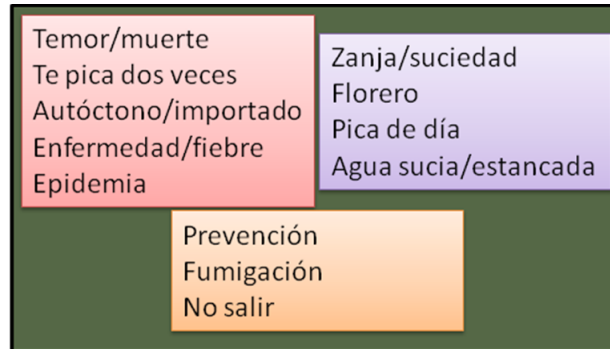 Temor/muerte
Te pica dos veces
Autóctono/importado
Enfermedad/fiebre
Epidemia
Zanja/suciedad
Florero
Pica de día
Agua sucia/estancada
Prevención
Fumigación
No salir